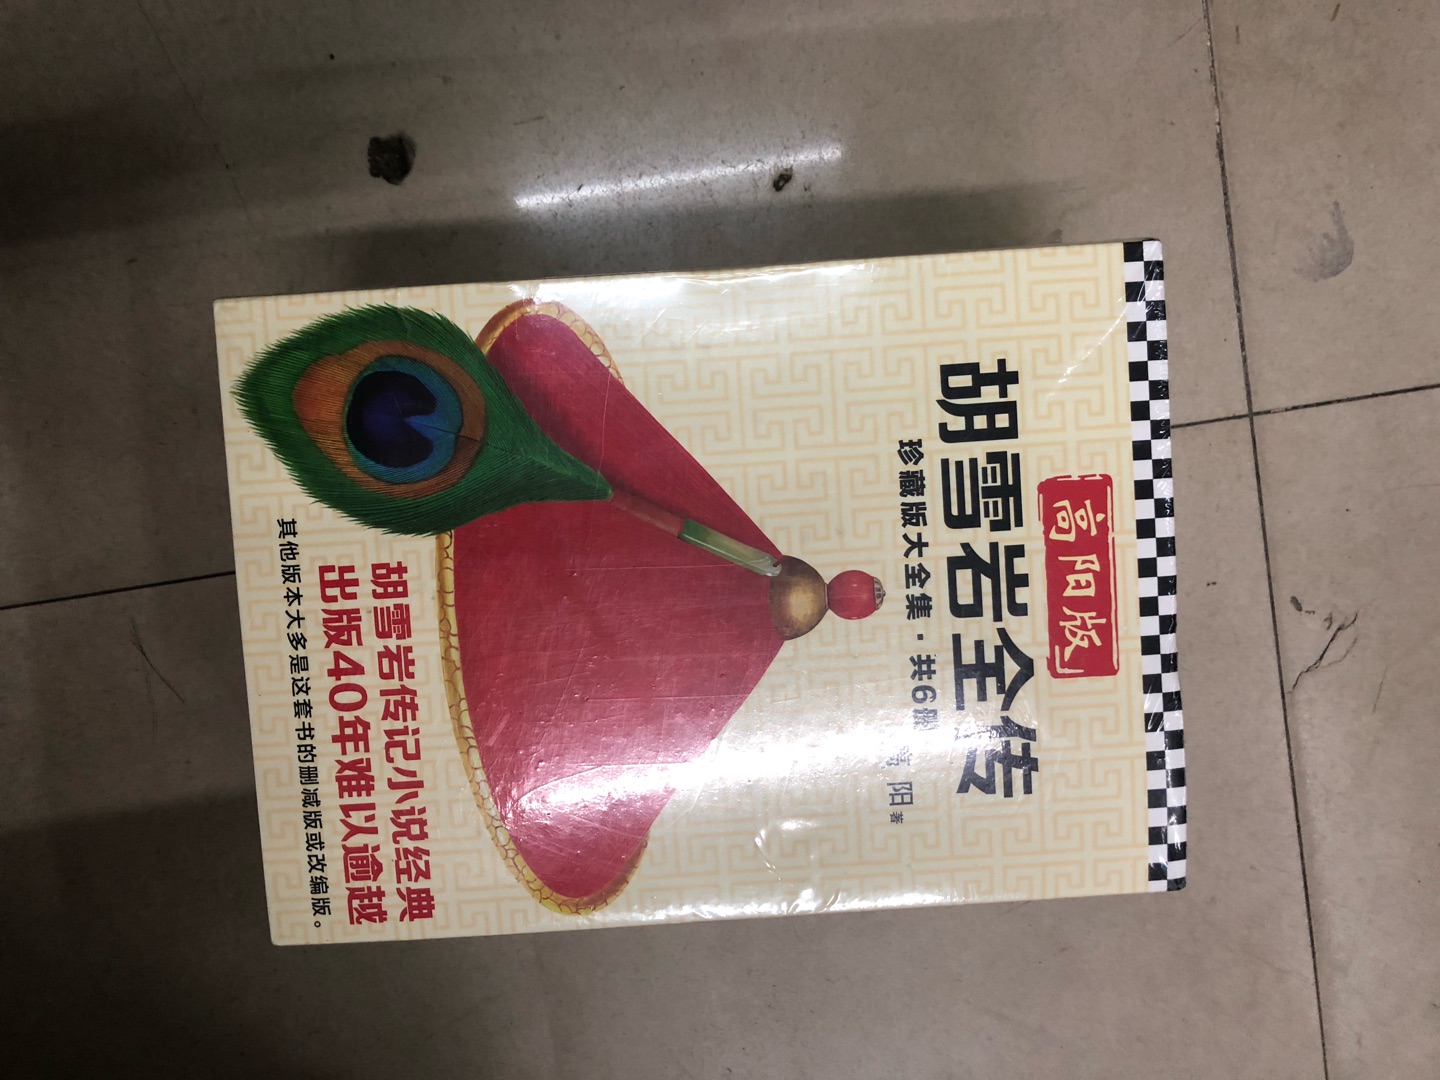 高阳版
胡雪岩全传
珍藏版大全集·共6册
高阳 著
胡雪岩传记小说经典
出版40年难以逾越
其他版本大多是这套书的删减版或改编版。